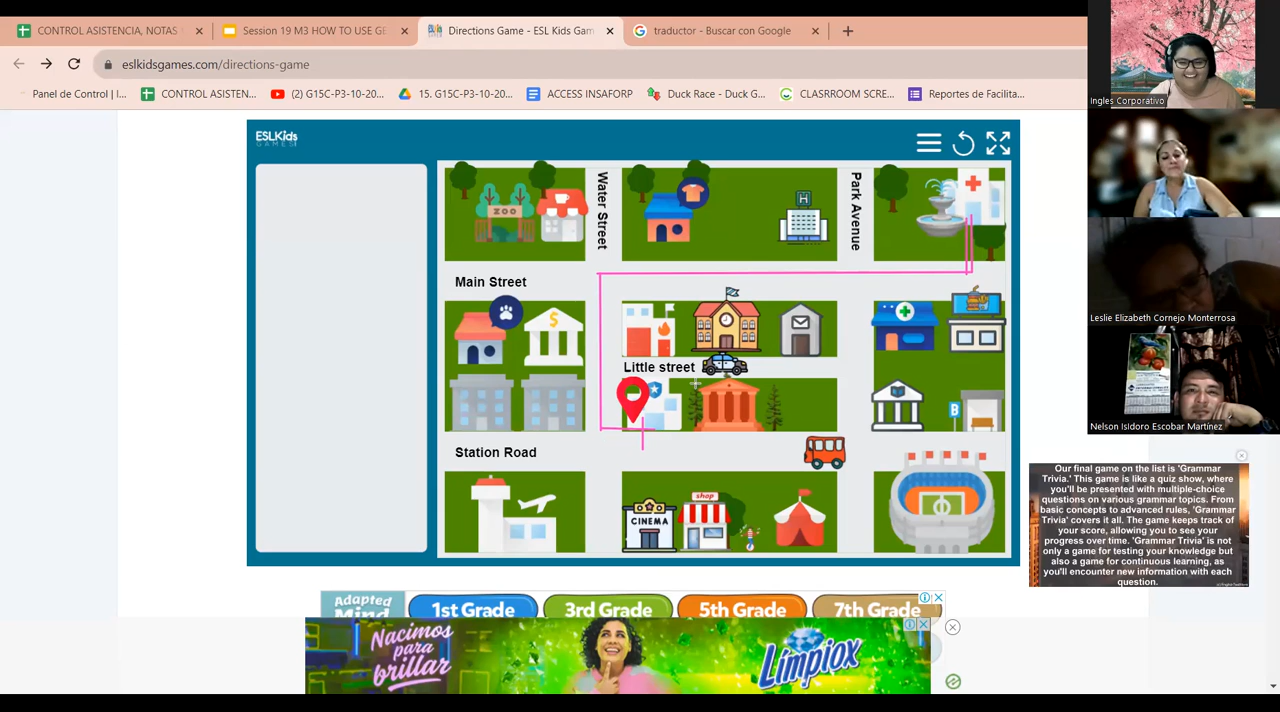 CONTROL ASISTENCIA, NOTAS
Session 19 M3 HOW TO USE GE
Directions Game - ESL Kids Gam
traductor - Buscar con Google
eslkidsgames.com/directions-game
Panel de Control | I...
CONTROL ASISTEN...
(2) G15C-P3-10-20...
15. G15C-P3-10-20...
ACCESS INSAFORP
Duck Race - Duck G...
CLASRROOM SCRE...
Reportes de Facilita...
Ingles Corporativo
Leslie Elizabeth Cornejo Monterrosa
Nelson Isidoro Escobar Martínez
ESLKids
GAMES
Water Street
Park Avenue
ZOO
H
Main Street
$
Little street
B
Station Road
CINEMA
shop
Our final game on the list is 'Grammar
Trivia.' This game is like a quiz show, where
you'll be presented with multiple-choice
questions on various grammar topics. From
basic concepts to advanced rules, 'Grammar
Trivia' covers it all. The game keeps track of
your score, allowing you to see your
progress over time. 'Grammar Trivia' is not
only a game for testing your knowledge but
also a game for continuous learning, as
you'll encounter new information with each
question.
Adapted
Mind
1st Grade
3rd Grade
5th Grade
7th Grade
Nacimos
para
brillar
Límpiox